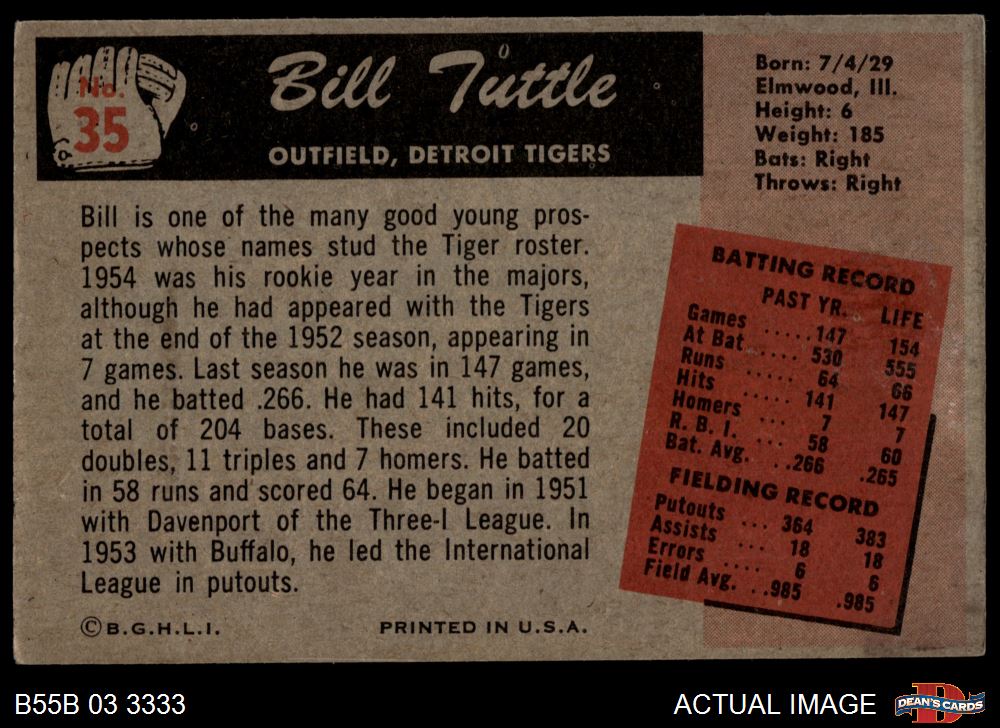 No.
35
Bill Tuttle
OUTFIELD, DETROIT TIGERS
Born: 7/4/29
Elmwood, Ill.
Height: 6
Weight: 185
Bats: Right
Throws: Right
Bill is one of the many good young pros-
pects whose names stud the Tiger roster.
1954 was his rookie year in the majors,
although he had appeared with the Tigers
at the end of the 1952 season, appearing in
7 games. Last season he was in 147 games,
and he batted .266. He had 141 hits, for a
total of 204 bases. These included 20
doubles, 11 triples and 7 homers. He batted
in 58 runs and scored 64. He began in 1951
with Davenport of the Three-I League. In
1953 with Buffalo, he led the International
League in putouts.
©B.G.H.L.I. PRINTED IN U.S.A.
BATTING RECORD
PAST YR. LIFE
Games ......147 154
At Bat ..... 530 555
Runs ..... 64 66
Hits ..... 141 147
Homers ... 7 7
R. B. I. ... 58 60
Bat. Avg. ...266 .265
FIELDING RECORD
Putouts ... 364 383
Assists ... 18 18
Errors .... 6 6
Field Avg. ..985 .985
B55B 03 3333
ACTUAL IMAGE
DEAN'S CARDS